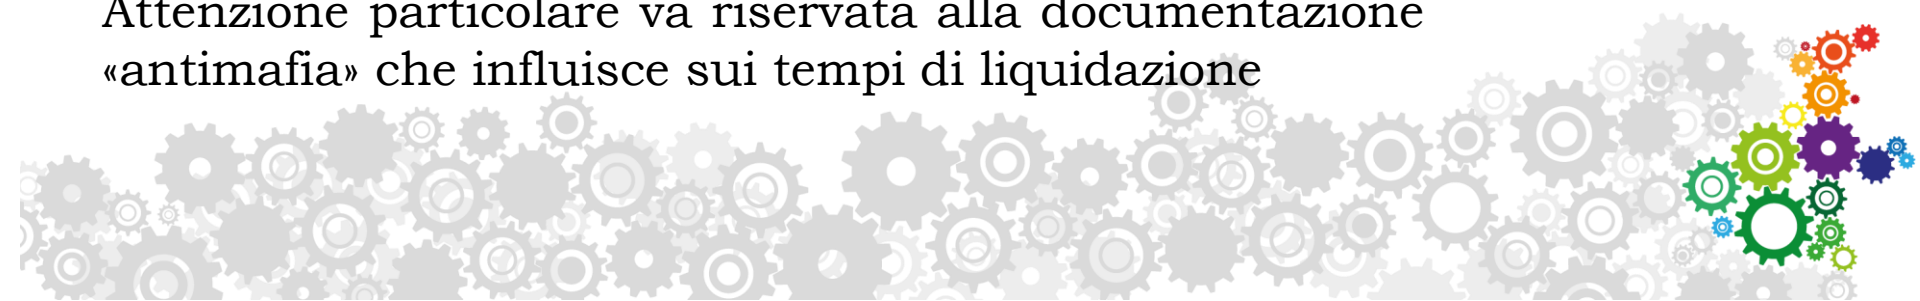 Attenzione particolare va riservata alla documentazione
«antimafia» che influisce sui tempi di liquidazione